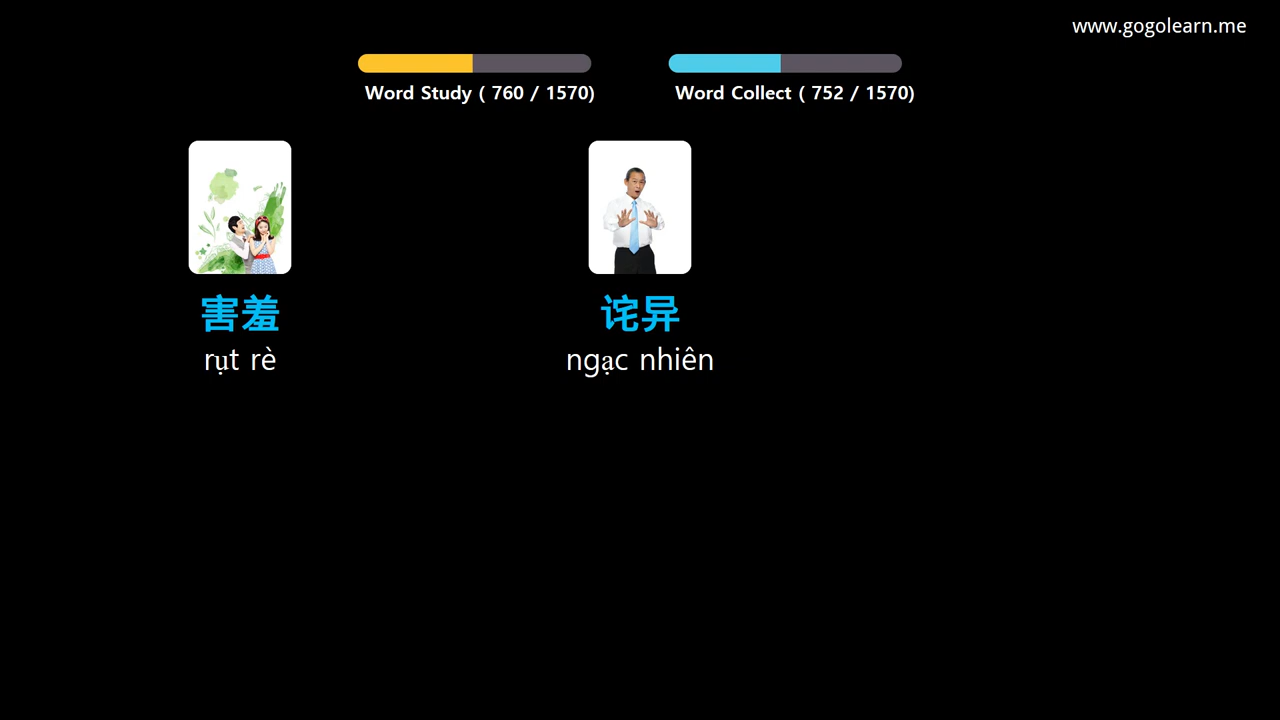 www.gogolearn.me
Word Study ( 760 / 1570)
Word Collect ( 752 / 1570)
害羞
rụt rè
诧异
ngạc nhiên